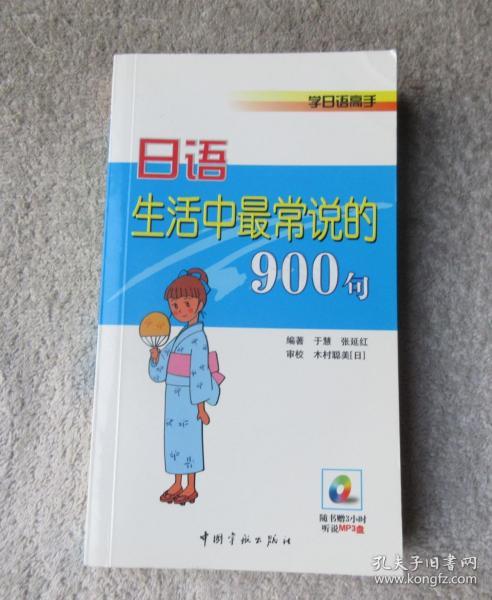 学日语高手
日语
生活中最常说的
900句
编著 于慧 张延红
审校 木村聪美[日]
随书赠3小时
听说MP3盘
中国宇航出版社
孔夫子旧书网
www.kongfz.com